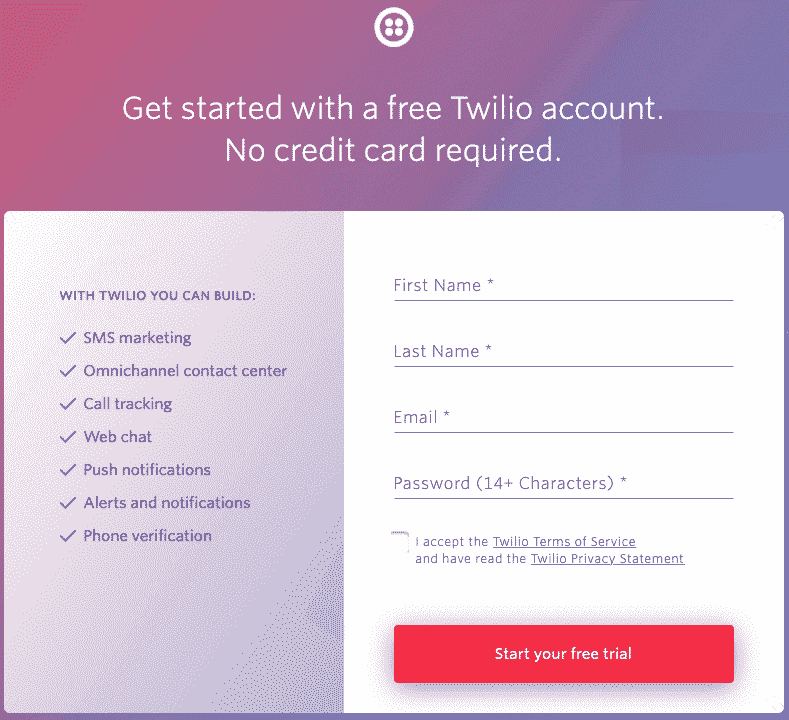 Get started with a free Twilio account.
No credit card required.
WITH TWILIO YOU CAN BUILD:
SMS marketing
Omnichannel contact center
Call tracking
Web chat
Push notifications
Alerts and notifications
Phone verification
First Name *
Last Name *
Email *
Password (14+ Characters) *
I accept the Twilio Terms of Service
and have read the Twilio Privacy Statement
Start your free trial